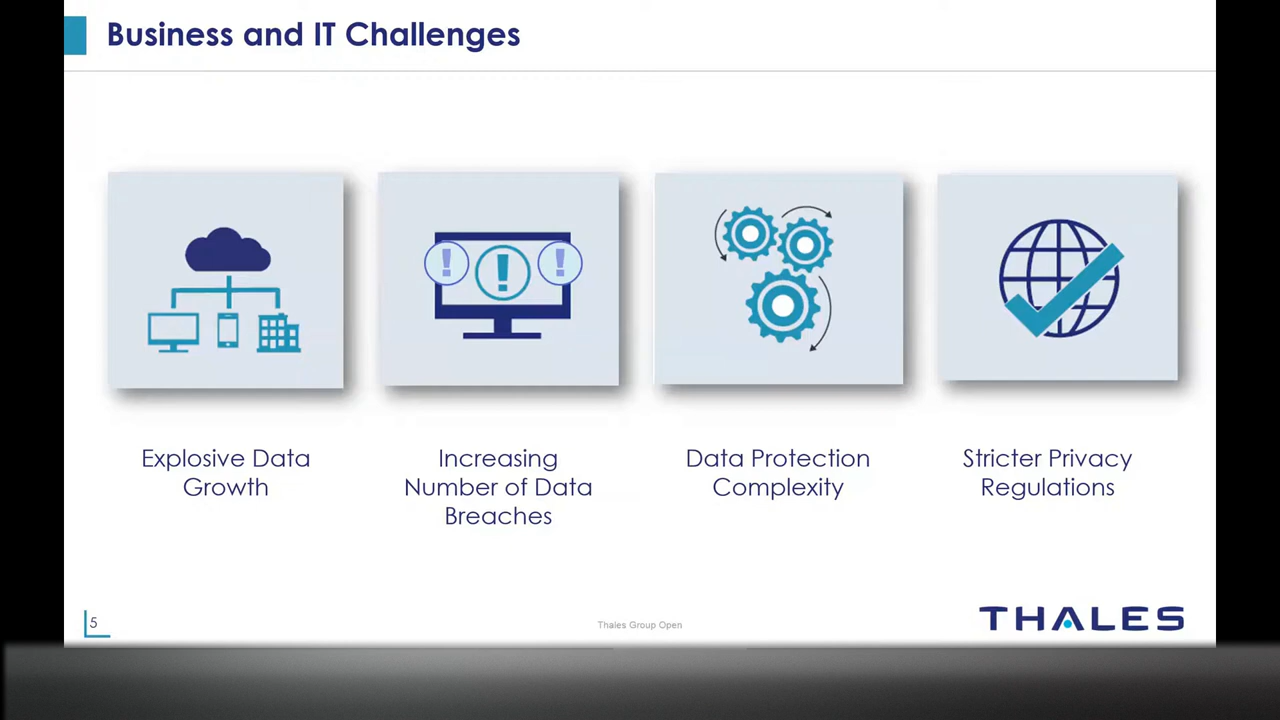 Business and IT Challenges
Explosive Data
Growth
Increasing
Number of Data
Breaches
Data Protection
Complexity
Stricter Privacy
Regulations
5
Thales Group Open
THALES